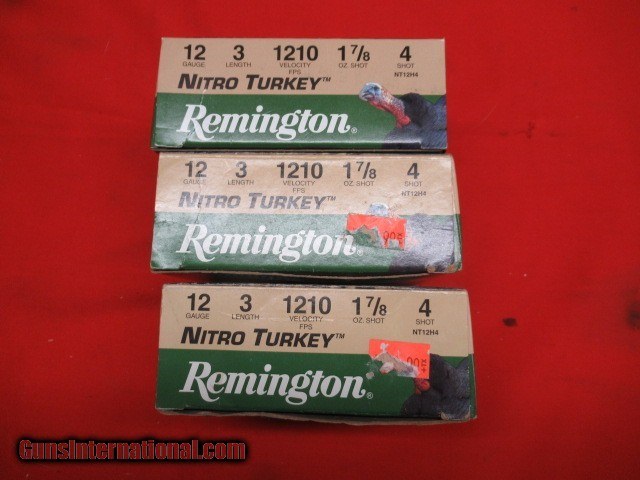 12 3 1210 1 7/8 4
GAUGE LENGTH VELOCITY FPS OZ. SHOT SHOT
NT12H4
NITRO TURKEY™
Remington®
12 3 1210 1 7/8 4
GAUGE LENGTH VELOCITY FPS OZ. SHOT SHOT
NT12H4
NITRO TURKEY™
Remington
12 3 1210 1 7/8 4
GAUGE LENGTH VELOCITY FPS OZ. SHOT SHOT
NT12H4
NITRO TURKEY™
Remington®
GunsInternational.com